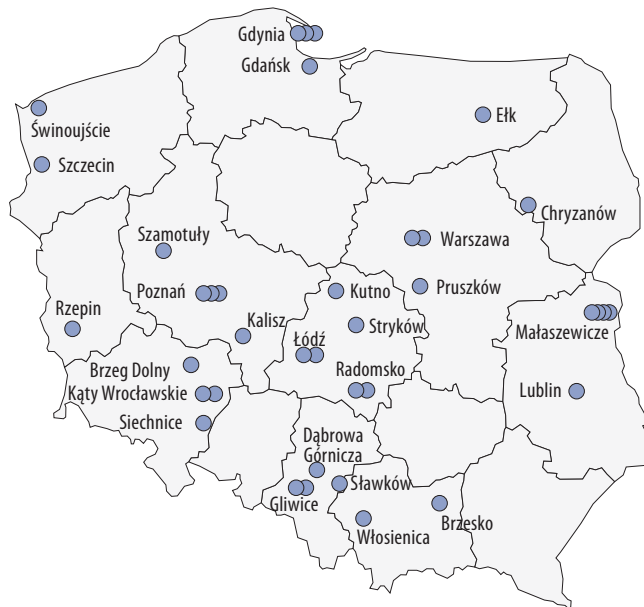 Gdynia
Gdańsk
Ełk
Świnoujście
Szczecin
Chryzanów
Szamotuły
Warszawa
Poznań
Kutno
Pruszków
Rzepin
Kalisz
Stryków
Małaszewicze
Łódź
Brzeg Dolny
Radomsko
Kąty Wrocławskie
Lublin
Siechnice
Dąbrowa
Górnicza
Sławków
Gliwice
Brzesko
Włosienica